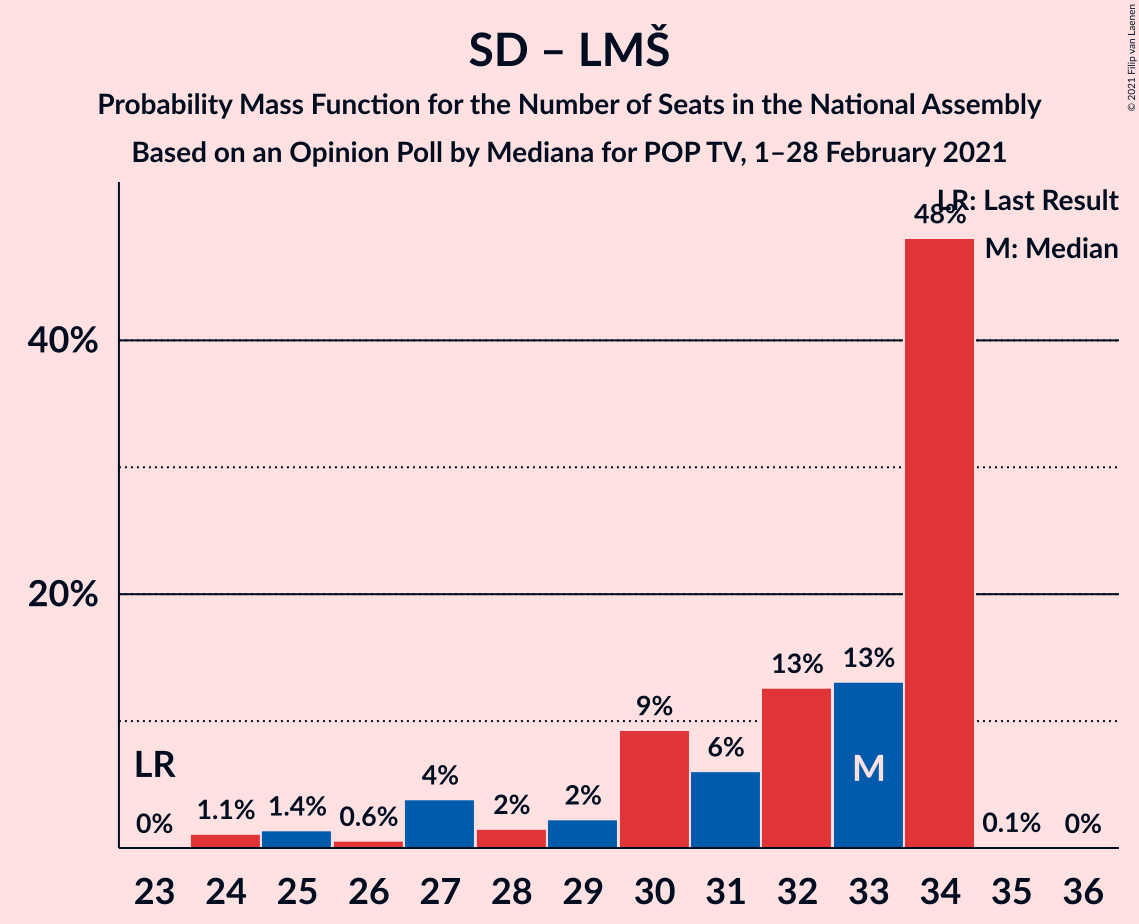 SD – LMŠ
Probability Mass Function for the Number of Seats in the National Assembly
Based on an Opinion Poll by Mediana for POP TV, 1–28 February 2021
© 2021 Filip van Laenen
LR: Last Result
M: Median
48%
40%
20%
LR
0%
1.1%
1.4%
0.6%
4%
2%
2%
9%
6%
13%
13%
M
0.1%
0%
23 24 25 26 27 28 29 30 31 32 33 34 35 36